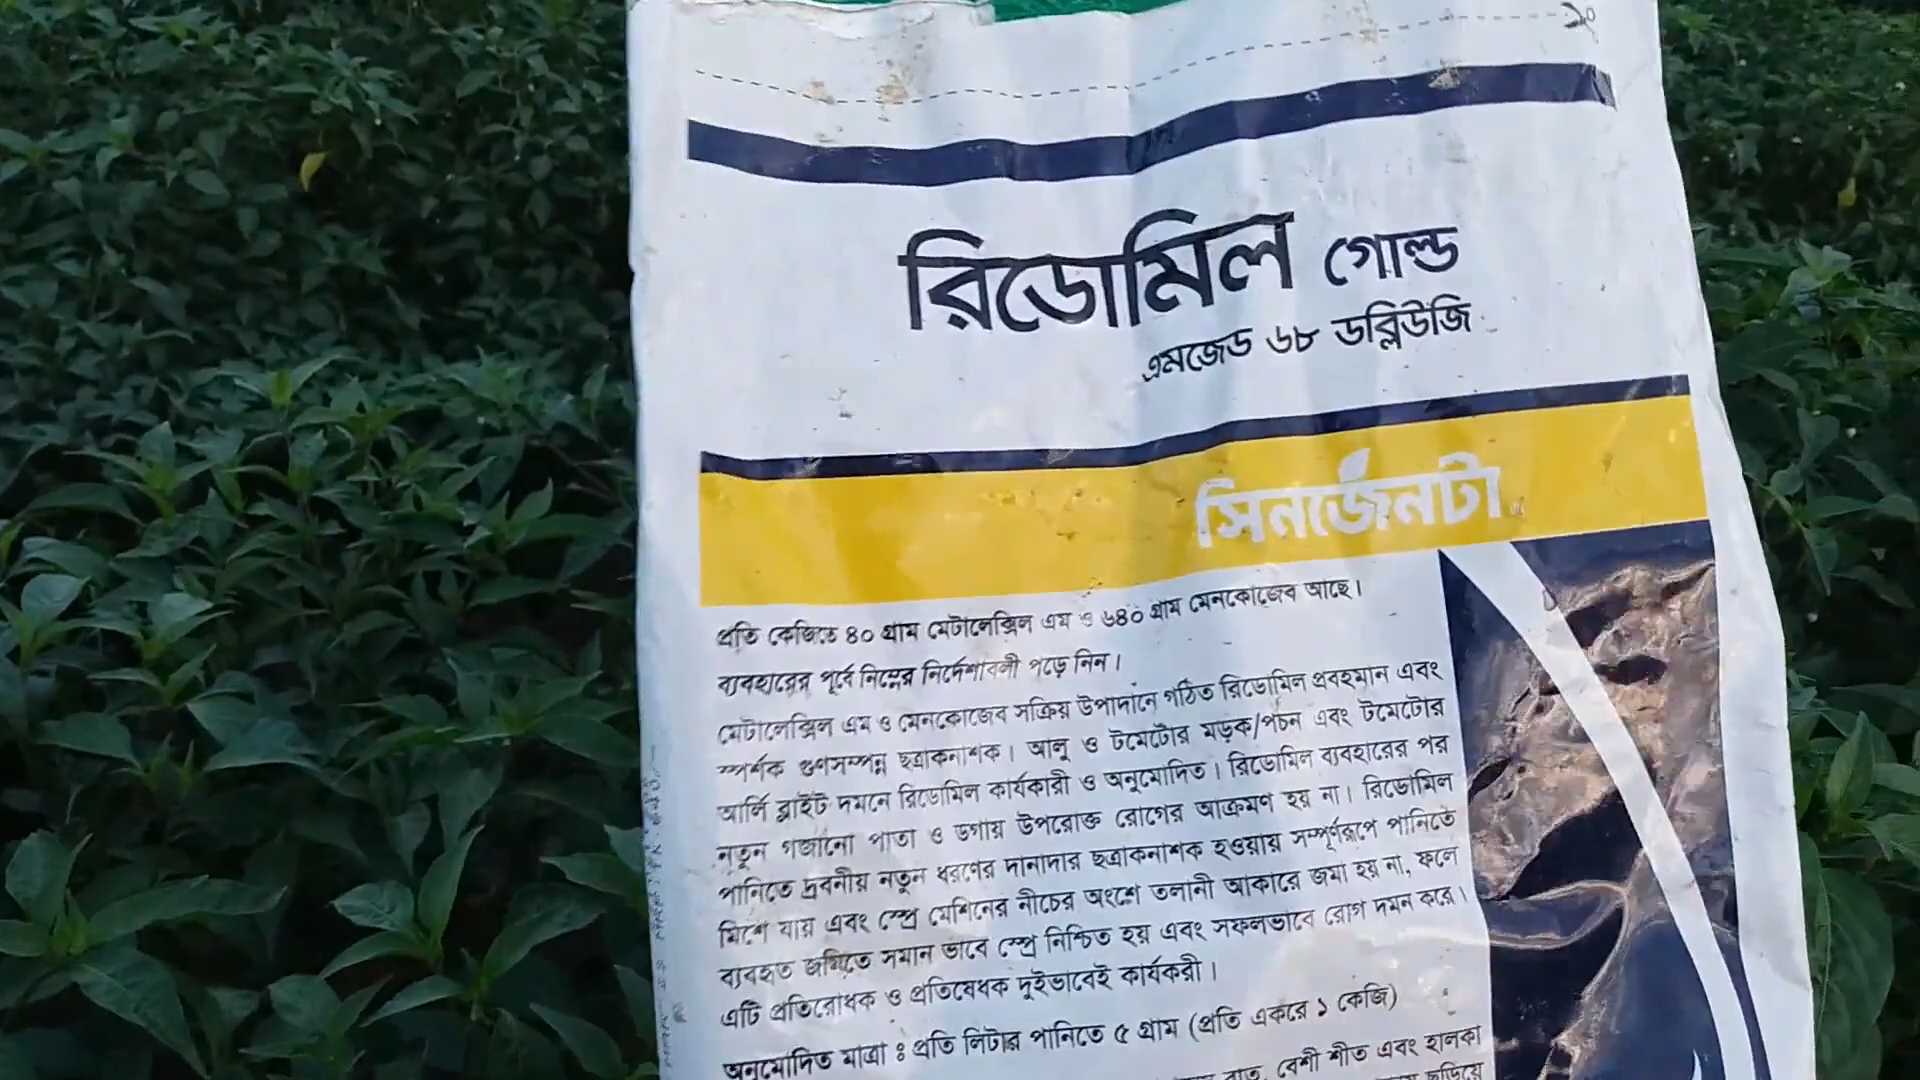 রিডোমিল গোল্ড
এমজেড ৬৮ ডব্লিউজি
সিনজেনটা
প্রতি কেজিতে ৪০ গ্রাম মেটালেক্সিল এম ও ৬৪০ গ্রাম মেনকোজেব আছে।
ব্যবহারের পূর্বে নিম্নের নির্দেশাবলী পড়ে নিন।
মেটালেক্সিল এম ও মেনকোজেব সক্রিয় উপাদানে গঠিত রিডোমিল প্রবহমান এবং
স্পর্শক গুণসম্পন্ন ছত্রাকনাশক। আলু ও টমেটোর মড়ক/পচন এবং টমেটোর
আর্লি ব্লাইট দমনে রিডোমিল কার্যকারী ও অনুমোদিত। রিডোমিল ব্যবহারের পর
নতুন গজানো পাতা ও ডগায় উপরোক্ত রোগের আক্রমণ হয় না। রিডোমিল
পানিতে দ্রবনীয় নতুন ধরণের দানাদার ছত্রাকনাশক হওয়ায় সম্পূর্ণরূপে পানিতে
মিশে যায় এবং স্প্রে মেশিনের নীচের অংশে তলানী আকারে জমা হয় না, ফলে
ব্যবহৃত জমিতে সমান ভাবে স্প্রে নিশ্চিত হয় এবং সফলভাবে রোগ দমন করে।
এটি প্রতিরোধক ও প্রতিষেধক দুইভাবেই কার্যকরী।
অনুমোদিত মাত্রা ঃ প্রতি লিটার পানিতে ৫ গ্রাম (প্রতি একরে ১ কেজি)
রাত, বেশী শীত এবং হালকা
ছড়িয়ে